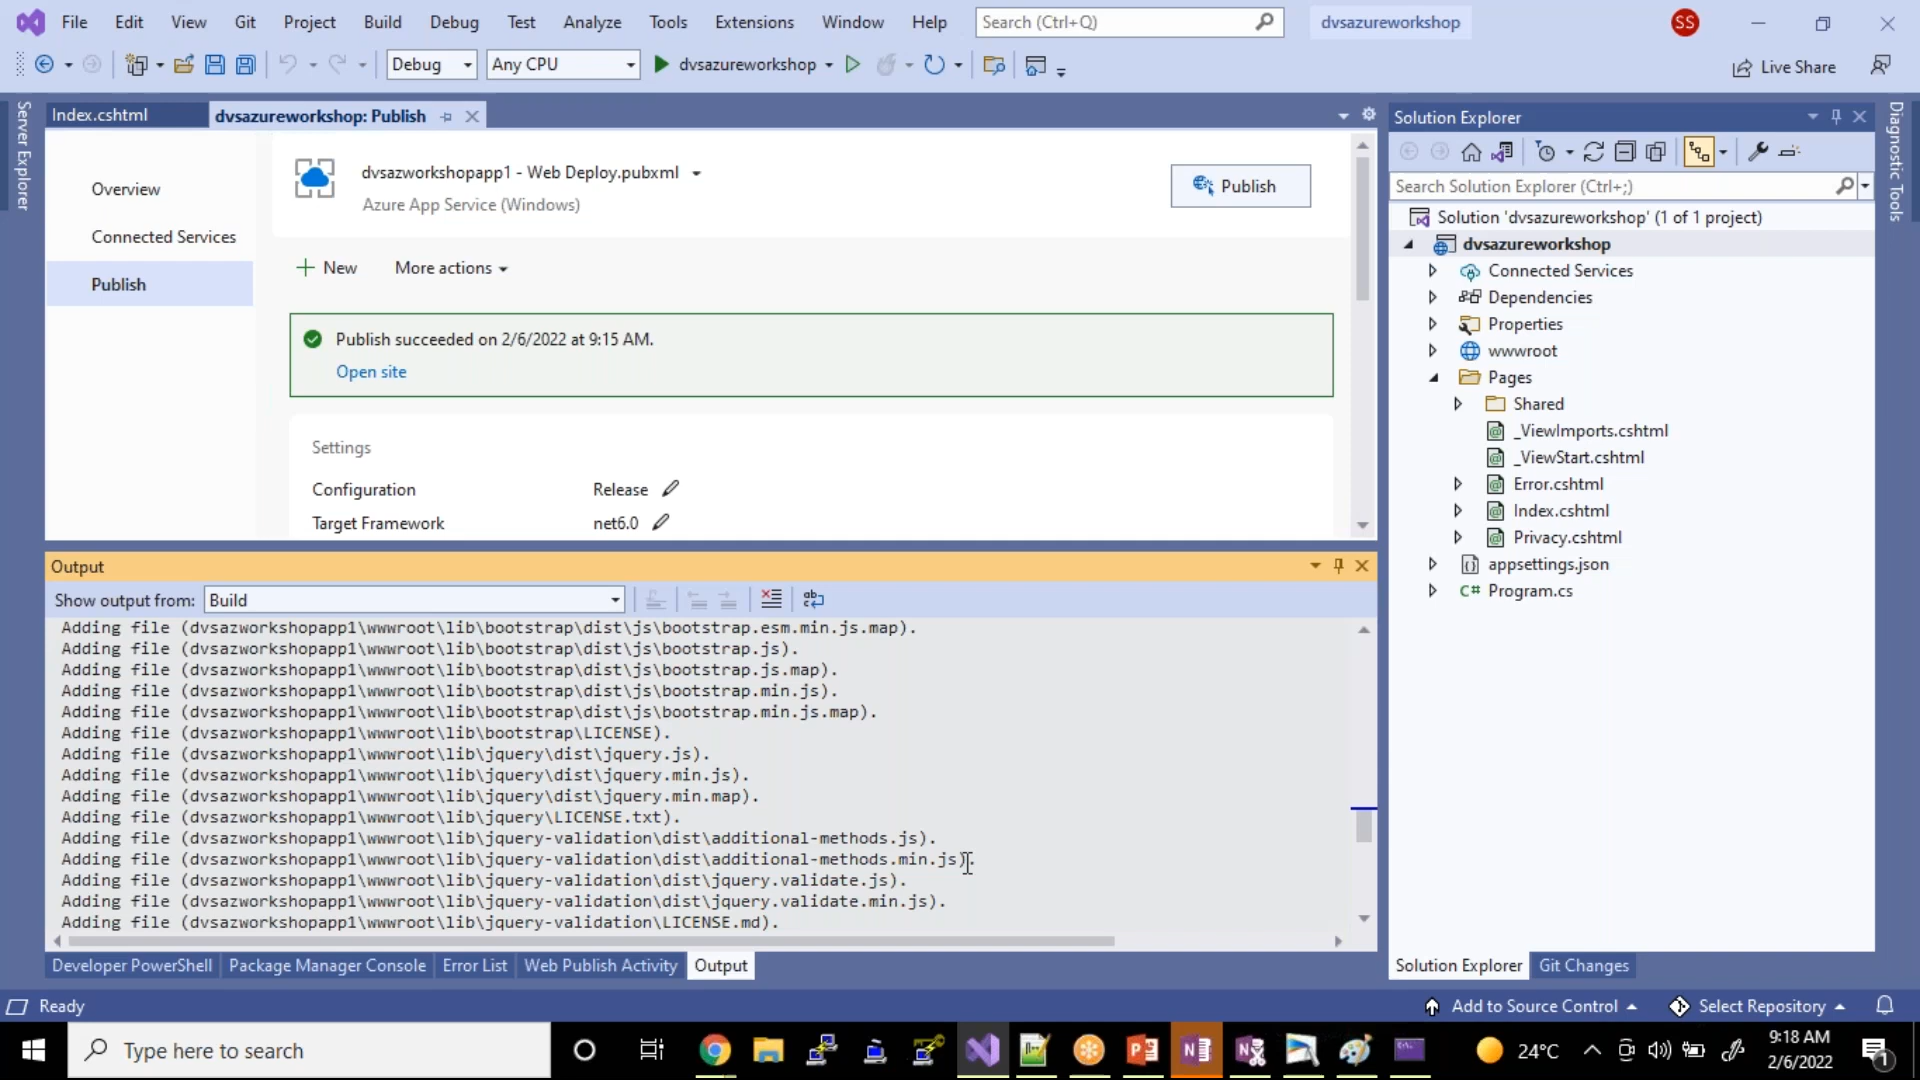 File Edit View Git Project Build Debug Test Analyze Tools Extensions Window Help Search (Ctrl+Q) dvsazureworkshop SS
Debug Any CPU dvsazureworkshop Live Share
Server Explorer
Index.cshtml dvsazureworkshop: Publish
Overview
Connected Services
Publish
dvsazworkshopapp1 - Web Deploy.pubxml
Azure App Service (Windows)
Publish
New More actions
Publish succeeded on 2/6/2022 at 9:15 AM.
Open site
Settings
Configuration Release
Target Framework net6.0
Output
Show output from: Build
Adding file (dvsazworkshopapp1\wwwroot\lib\bootstrap\dist\js\bootstrap.esm.min.js.map).
Adding file (dvsazworkshopapp1\wwwroot\lib\bootstrap\dist\js\bootstrap.js).
Adding file (dvsazworkshopapp1\wwwroot\lib\bootstrap\dist\js\bootstrap.js.map).
Adding file (dvsazworkshopapp1\wwwroot\lib\bootstrap\dist\js\bootstrap.min.js).
Adding file (dvsazworkshopapp1\wwwroot\lib\bootstrap\dist\js\bootstrap.min.js.map).
Adding file (dvsazworkshopapp1\wwwroot\lib\bootstrap\LICENSE).
Adding file (dvsazworkshopapp1\wwwroot\lib\jquery\dist\jquery.js).
Adding file (dvsazworkshopapp1\wwwroot\lib\jquery\dist\jquery.min.js).
Adding file (dvsazworkshopapp1\wwwroot\lib\jquery\dist\jquery.min.map).
Adding file (dvsazworkshopapp1\wwwroot\lib\jquery\LICENSE.txt).
Adding file (dvsazworkshopapp1\wwwroot\lib\jquery-validation\dist\additional-methods.js).
Adding file (dvsazworkshopapp1\wwwroot\lib\jquery-validation\dist\additional-methods.min.js).
Adding file (dvsazworkshopapp1\wwwroot\lib\jquery-validation\dist\jquery.validate.js).
Adding file (dvsazworkshopapp1\wwwroot\lib\jquery-validation\dist\jquery.validate.min.js).
Adding file (dvsazworkshopapp1\wwwroot\lib\jquery-validation\LICENSE.md).
Developer PowerShell Package Manager Console Error List Web Publish Activity Output
Solution Explorer
Search Solution Explorer (Ctrl+;)
Solution 'dvsazureworkshop' (1 of 1 project)
dvsazureworkshop
Connected Services
Dependencies
Properties
wwwroot
Pages
Shared
_ViewImports.cshtml
_ViewStart.cshtml
Error.cshtml
Index.cshtml
Privacy.cshtml
appsettings.json
C# Program.cs
Solution Explorer Git Changes
Diagnostic Tools
Ready Add to Source Control Select Repository
Type here to search 24°C 9:18 AM
2/6/2022 1